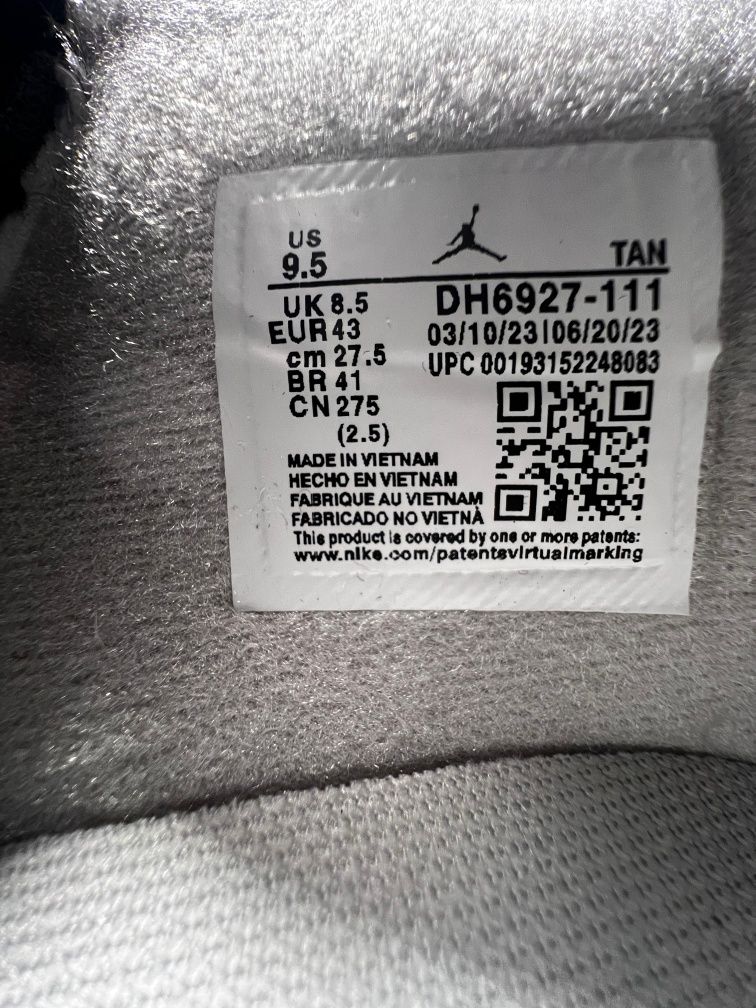 US
9.5
TAN
UK 8.5
DH6927-111
EUR 43
03/10/23|06/20/23
cm 27.5
UPC 00193152248083
BR 41
CN 275
(2.5)
MADE IN VIETNAM
HECHO EN VIETNAM
FABRIQUE AU VIETNAM
FABRICADO NO VIETNÃ
This product is covered by one or more patents:
www.nike.com/patentsvirtualmarking